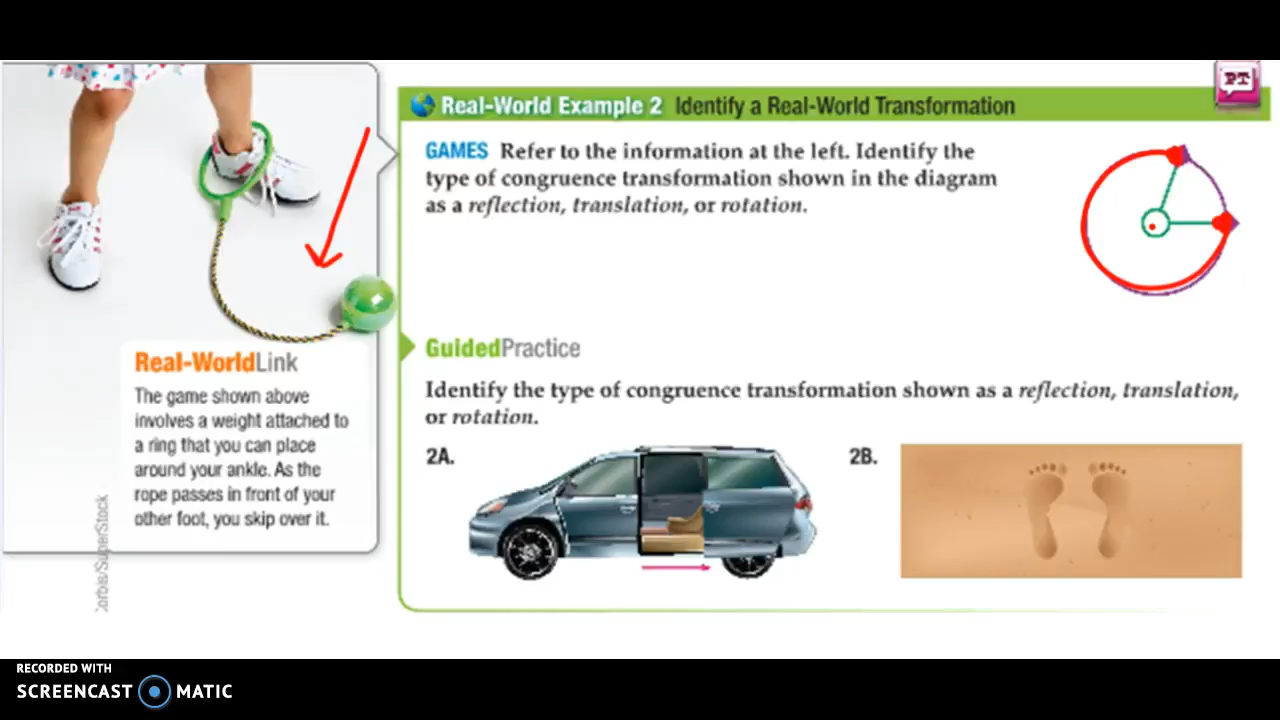 PT
Real-World Example 2 Identify a Real-World Transformation
GAMES Refer to the information at the left. Identify the
type of congruence transformation shown in the diagram
as a reflection, translation, or rotation.
Real-WorldLink
The game shown above
involves a weight attached to
a ring that you can place
around your ankle. As the
rope passes in front of your
other foot, you skip over it.
GuidedPractice
Identify the type of congruence transformation shown as a reflection, translation,
or rotation.
2A.
2B.
orbis/SuperStock
RECORDED WITH
SCREENCAST MATIC